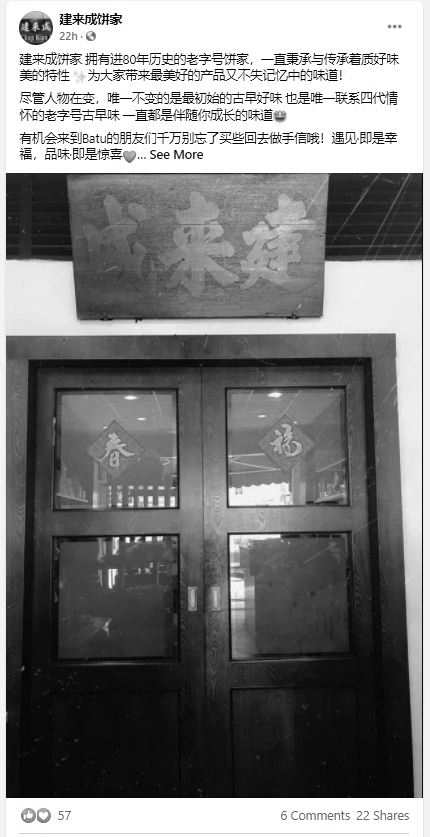 建来成饼家
22h
建来成饼家 拥有进80年历史的老字号饼家，一直秉承与传承着质好味
美的特性 ✨为大家带来最美好的产品又不失记忆中的味道！
尽管人物在变，唯一不变的是最初始的古早好味 也是唯一联系四代情
怀的老字号古早味 一直都是伴随你成长的味道
有机会来到Batu的朋友们千万别忘了买些回去做手信哦！遇见·即是幸
福，品味·即是惊喜... See More
成来建
春
福
57
6 Comments 22 Shares